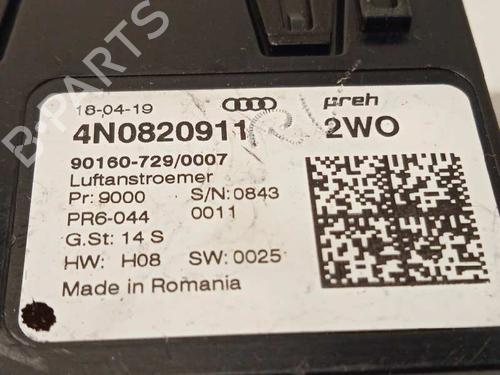 18-04-19 preh
4N0820911 2WO
90160-729/0007
Luftanstroemer
Pr: 9000 S/N: 0843
PR6-044 0011
G.St: 14 S
HW: H08 SW: 0025
Made in Romania
B-Parts